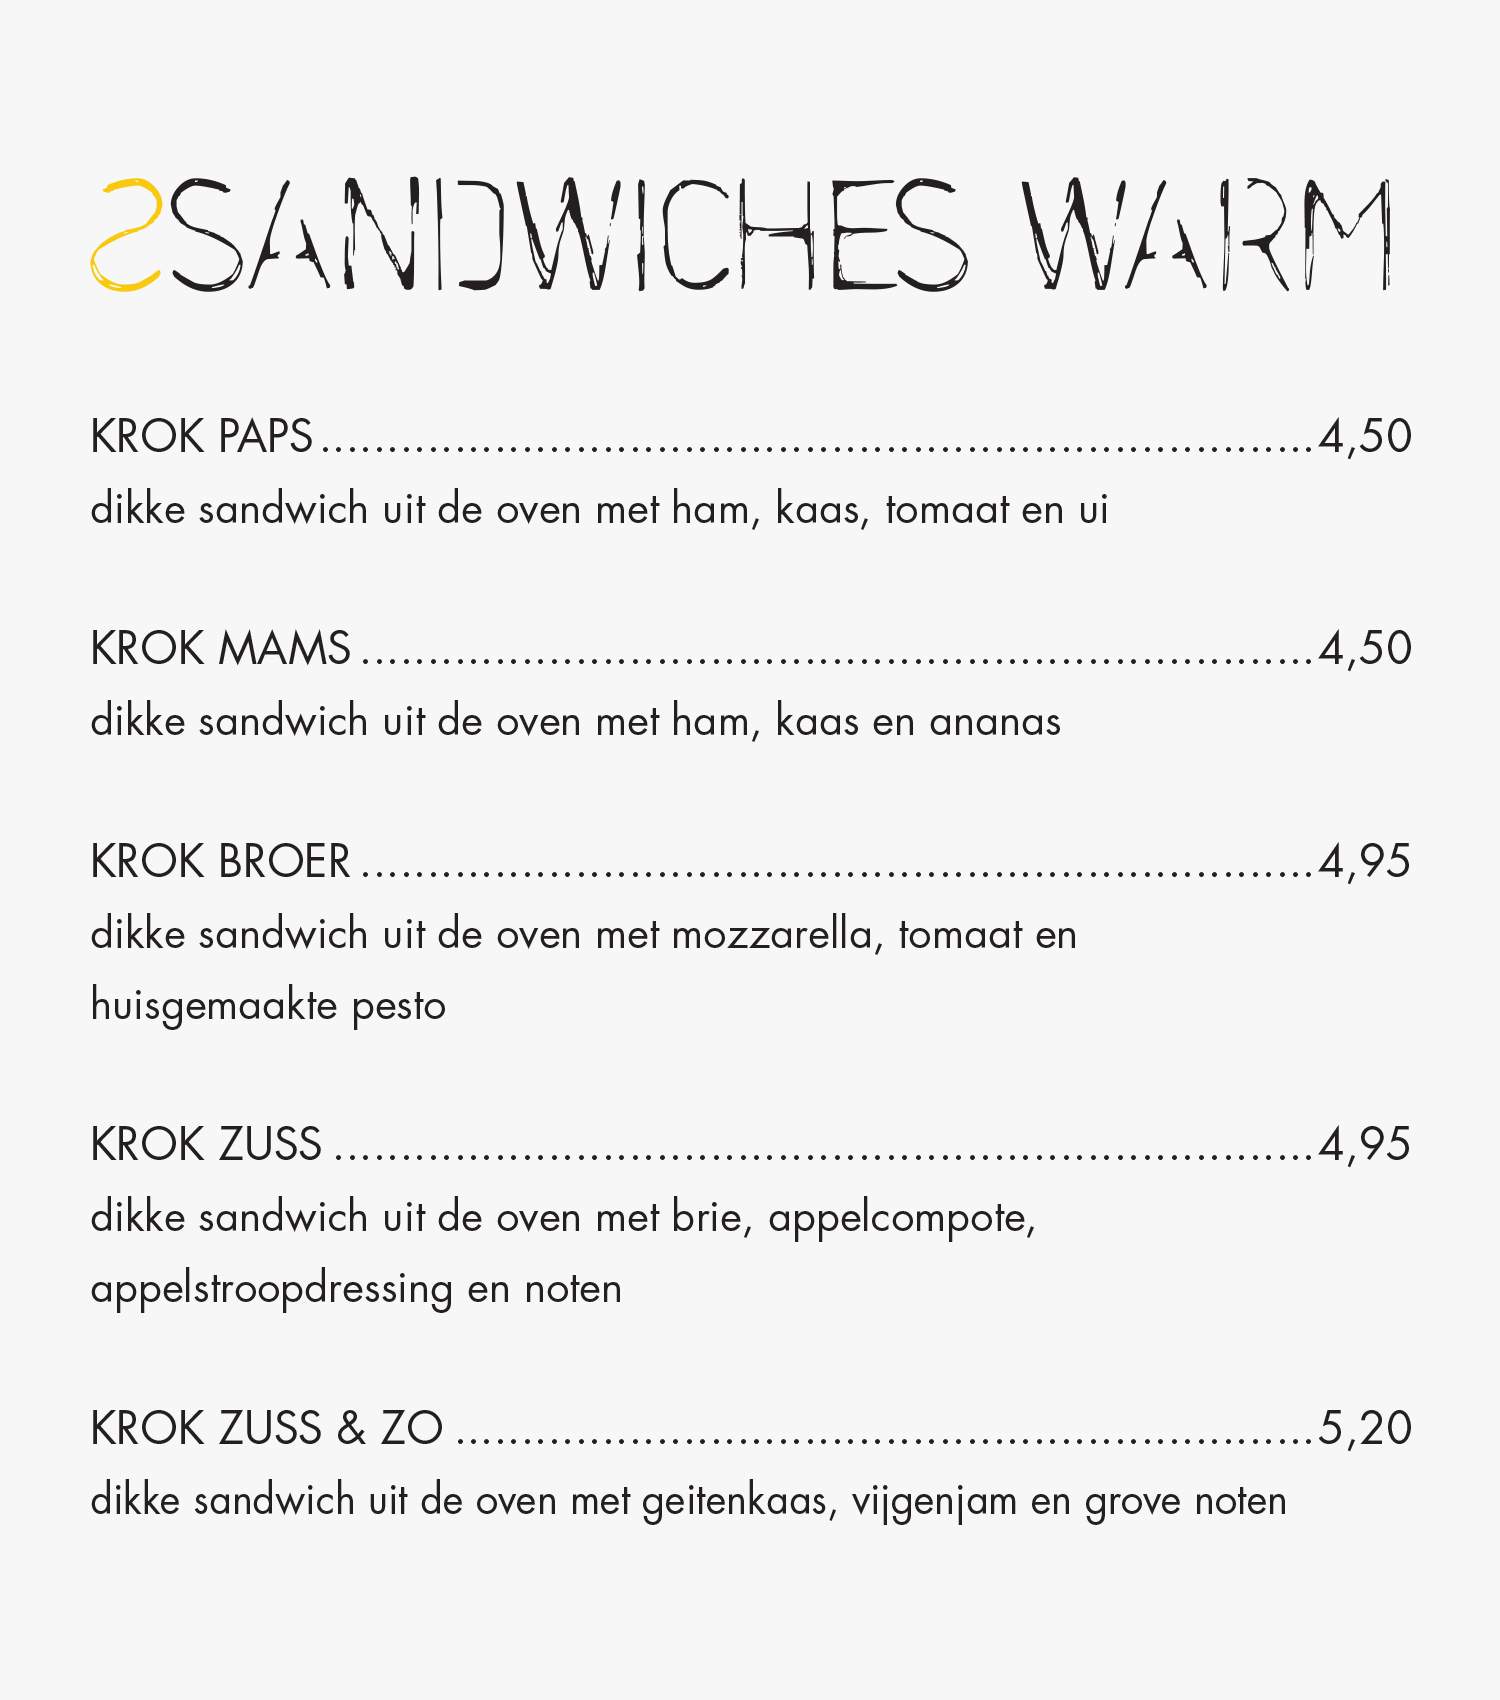 SSANDWICHES WARM
KROK PAPS......................................................................4,50
dikke sandwich uit de oven met ham, kaas, tomaat en ui
KROK MAMS ...................................................................4,50
dikke sandwich uit de oven met ham, kaas en ananas
KROK BROER ...................................................................4,95
dikke sandwich uit de oven met mozzarella, tomaat en
huisgemaakte pesto
KROK ZUSS .....................................................................4,95
dikke sandwich uit de oven met brie, appelcompote,
appelstroopdressing en noten
KROK ZUSS & ZO ............................................................5,20
dikke sandwich uit de oven met geitenkaas, vijgenjam en grove noten